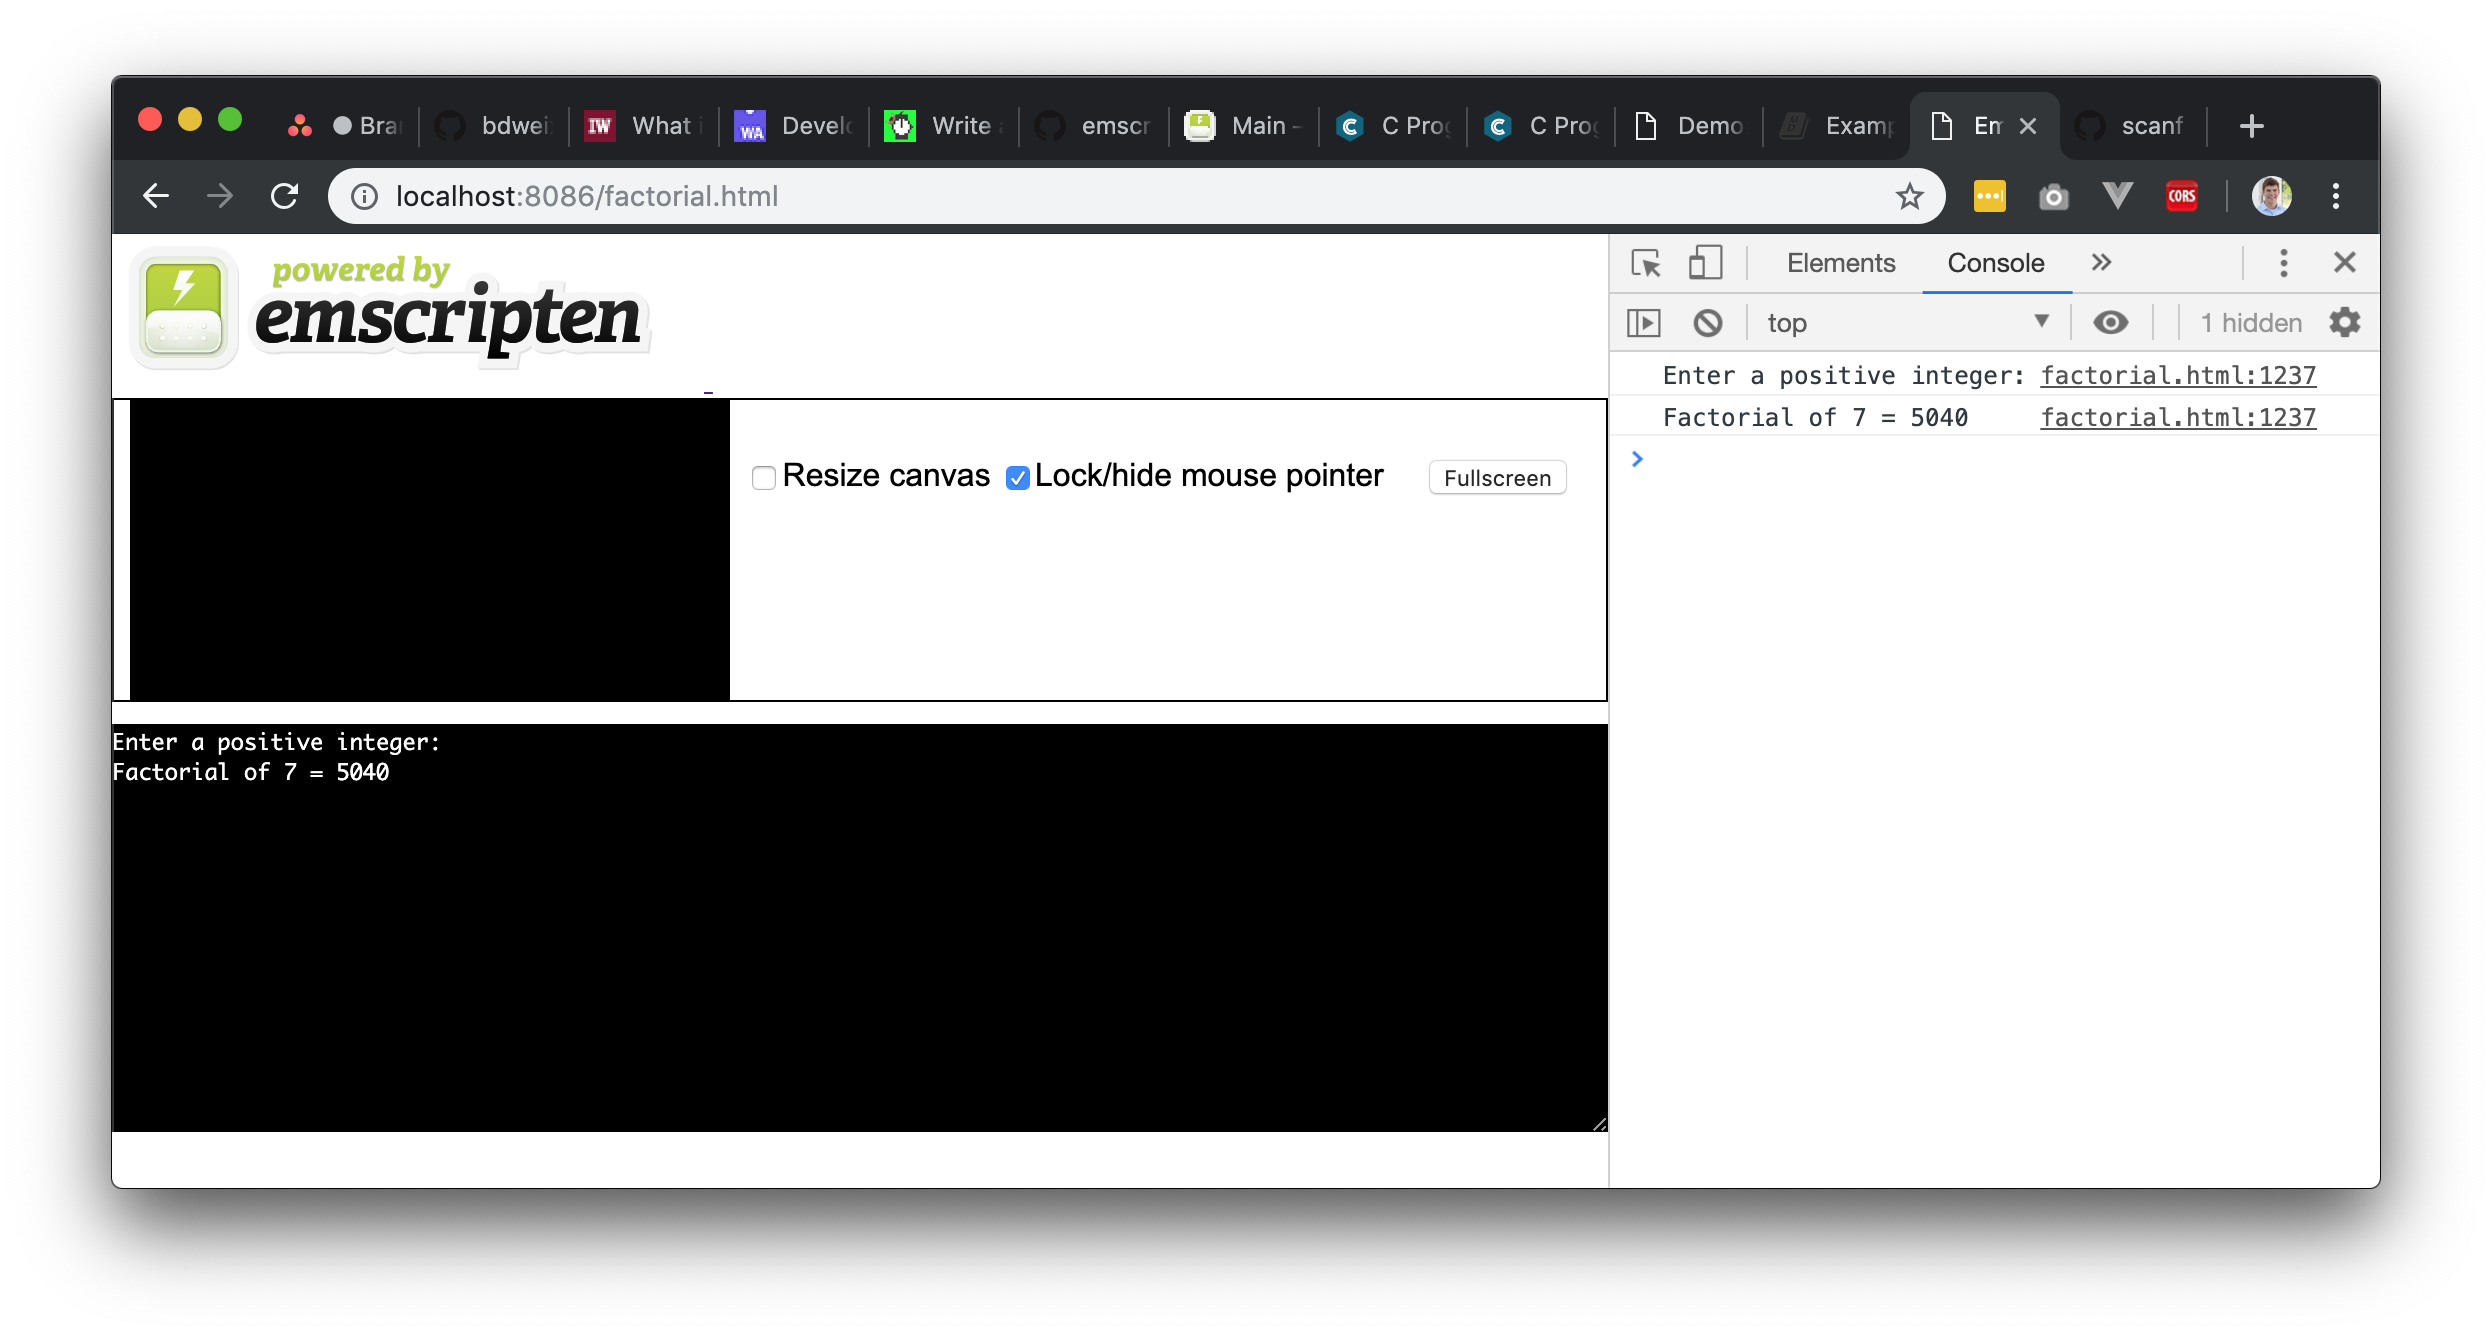 Bra
bdwei
IW
What i
WA
Develo
Write a
emscr
Main -
C
C Prog
C
C Prog
Demo
Examp
Em
scanf
localhost:8086/factorial.html
CORS
powered by
emscripten
Elements
Console
top
1 hidden
Enter a positive integer: factorial.html:1237
Factorial of 7 = 5040 factorial.html:1237
Resize canvas
Lock/hide mouse pointer
Fullscreen
Enter a positive integer:
Factorial of 7 = 5040